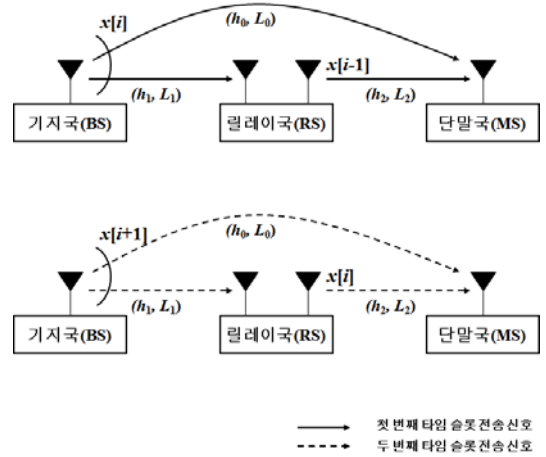 x[i]
(h0, L0)
x[i-1]
(h1, L1)
(h2, L2)
기지국(BS)
릴레이국(RS)
단말국(MS)
x[i+1]
(h0, L0)
x[i]
(h1, L1)
(h2, L2)
기지국(BS)
릴레이국(RS)
단말국(MS)
첫 번째 타임 슬롯 전송 신호
두 번째 타임 슬롯 전송 신호